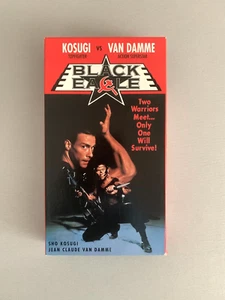 KOSUGI VS VAN DAMME
BLACK
EAGLE
Two
Warriors
Meet...
Only
One
Will
Survive!
SHO KOSUGI
JEAN CLAUDE VAN DAMME